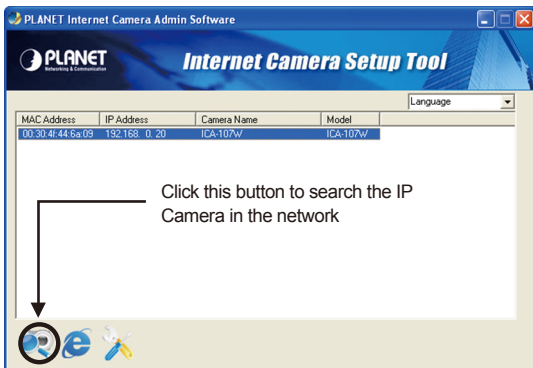 PLANET Internet Camera Admin Software
PLANET
Networking & Communication
Internet Camera Setup Tool
Language
MAC Address IP Address Camera Name Model
00:30:4f:44:6a:09 192.168. 0. 20 ICA-107W ICA-107W
Click this button to search the IP
Camera in the network